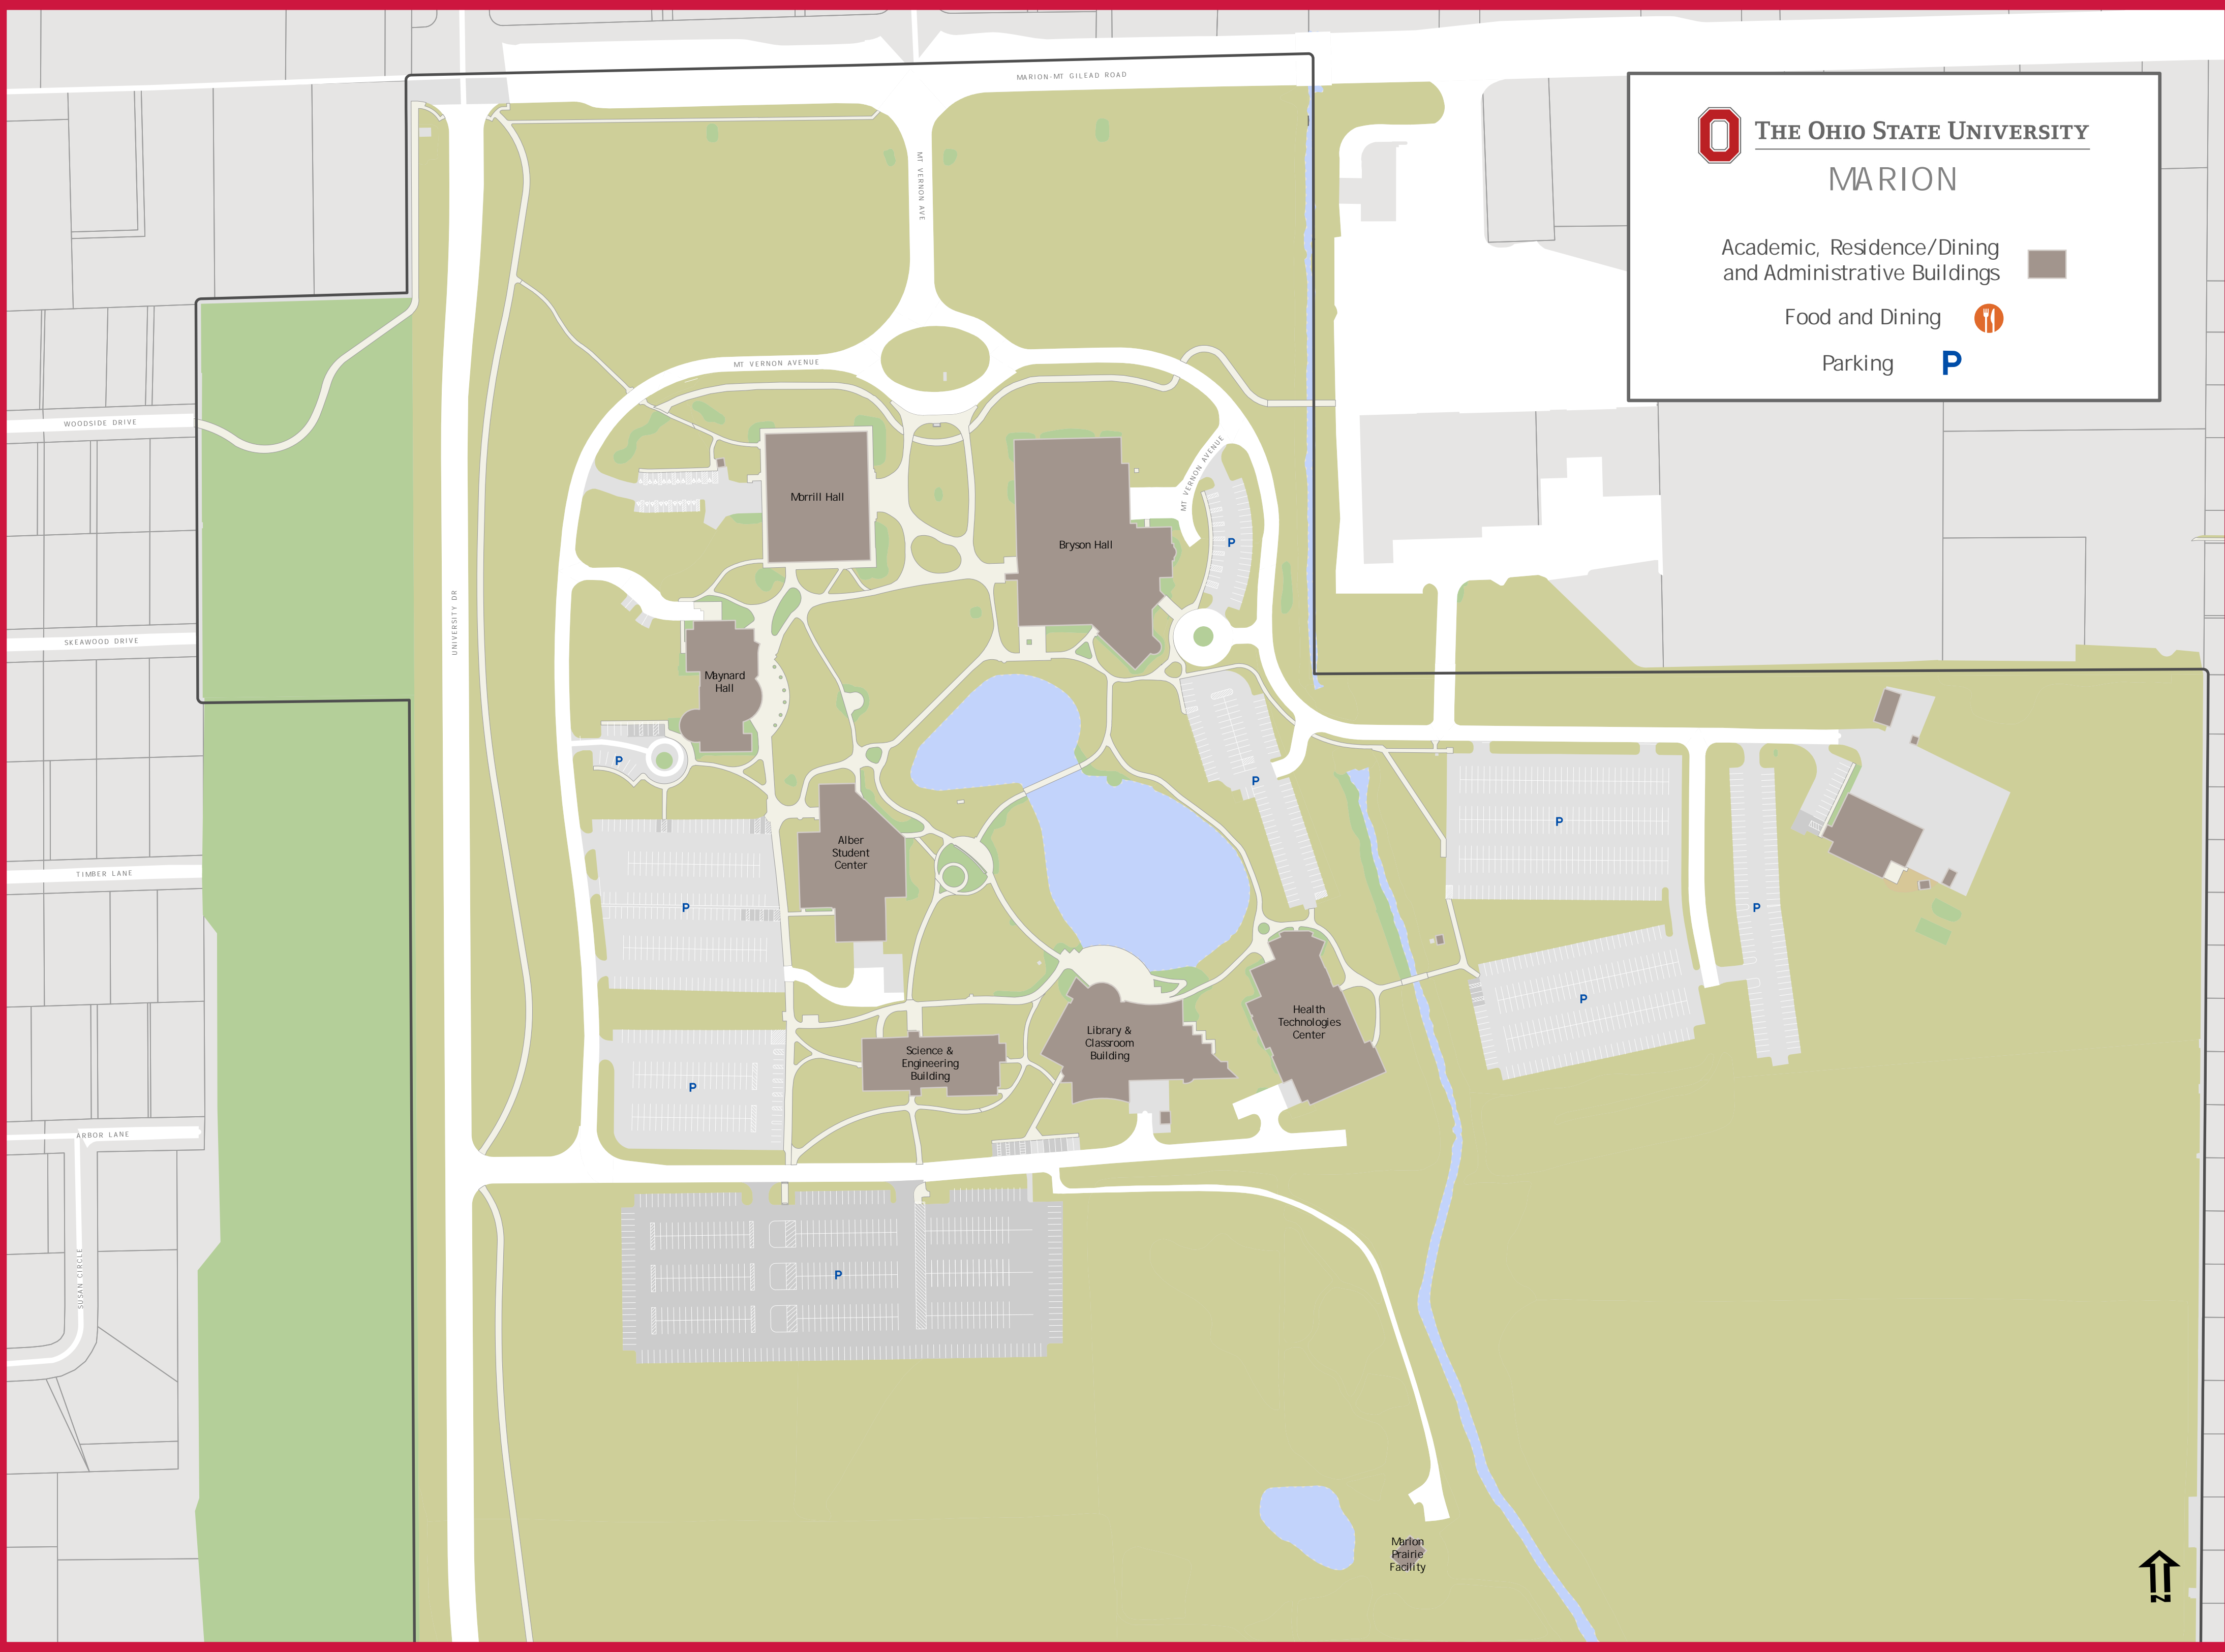 MARION-MT GILEAD ROAD
THE OHIO STATE UNIVERSITY
MARION
Academic, Residence/Dining
and Administrative Buildings
Food and Dining
Parking P
MT VERNON AVE
MT VERNON AVENUE
WOODSIDE DRIVE
MT VERNON AVENUE
Morrill Hall
Bryson Hall
P
UNIVERSITY DR
SKEAWOOD DRIVE
Maynard
Hall
P
P
P
Alber
Student
Center
TIMBER LANE
P
P
P
Health
Technologies
Center
Library &
Classroom
Building
Science &
Engineering
Building
P
ARBOR LANE
SUSAN CIRCLE
P
Marion
Prairie
Facility
N